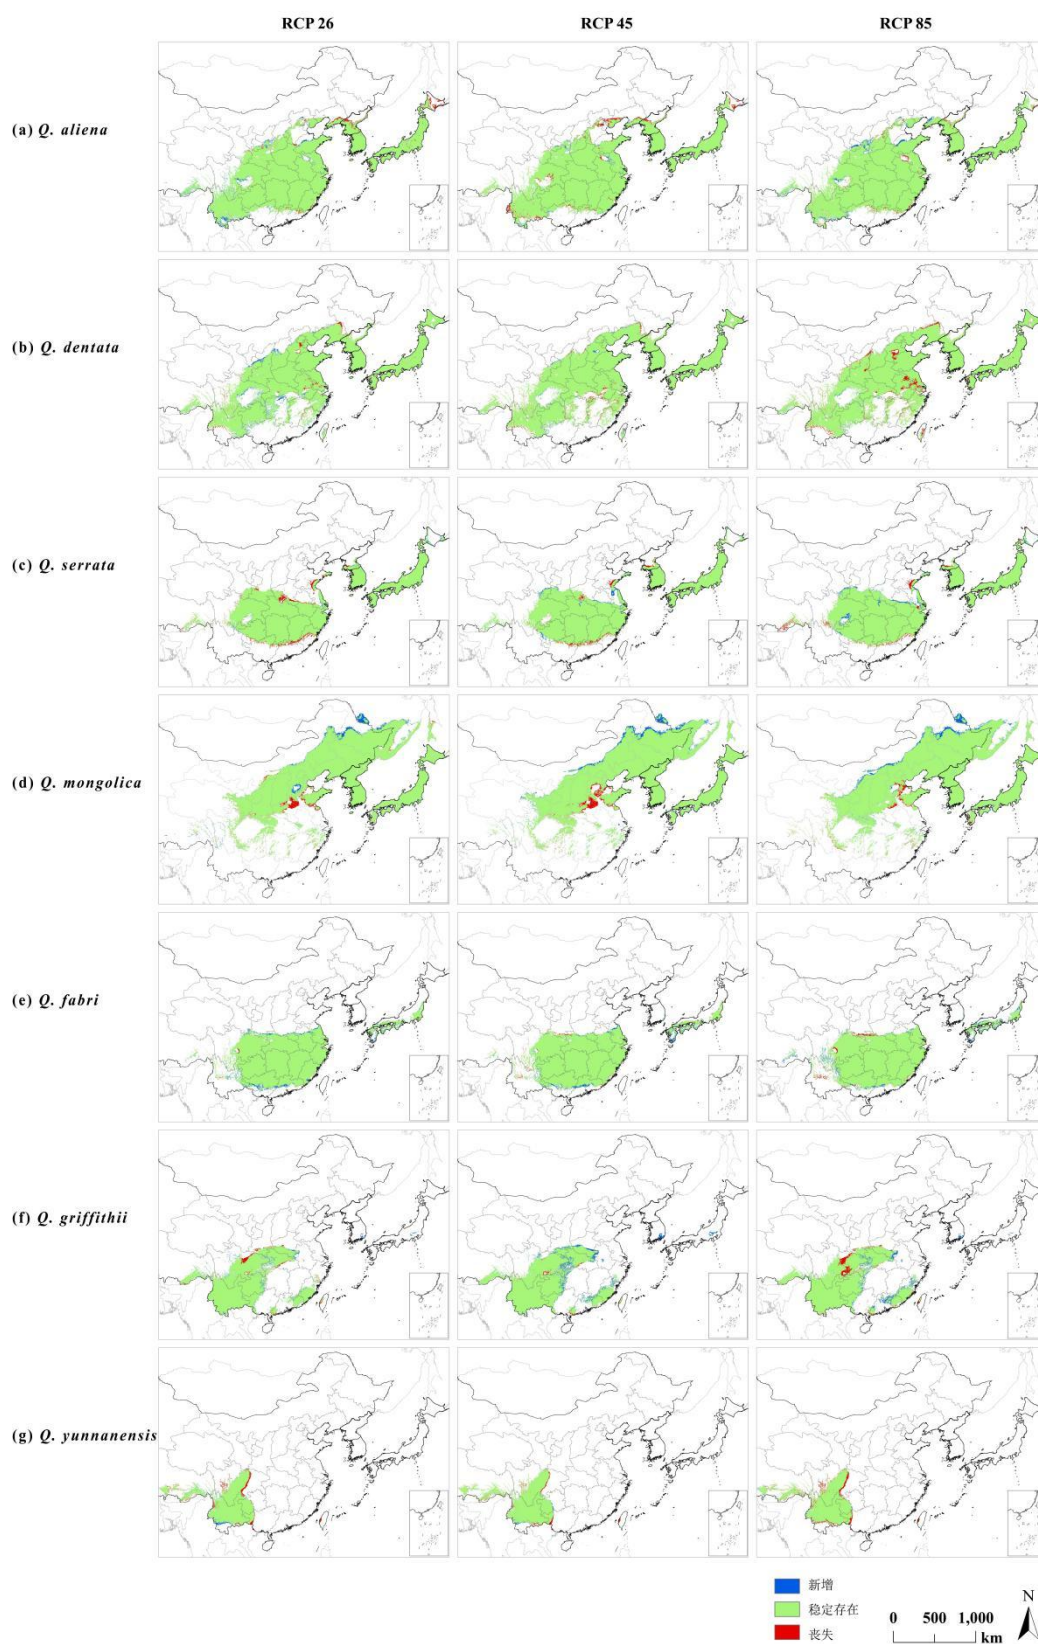 RCP 26 RCP 45 RCP 85
(a) Q. aliena
(b) Q. dentata
(c) Q. serrata
(d) Q. mongolica
(e) Q. fabri
(f) Q. griffithii
(g) Q. yunnanensis
新增
稳定存在
丧失
0 500 1,000
km
N